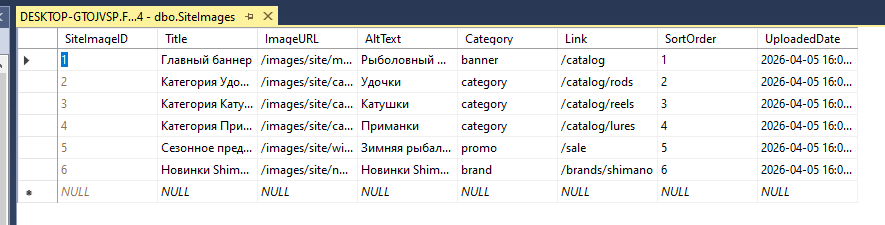 DESKTOP-GTOJVSP.F...4 - dbo.SiteImages
SiteImageID Title ImageURL AltText Category Link SortOrder UploadedDate
1 Главный баннер /images/site/m... Рыболовный ... banner /catalog 1 2026-04-05 16:0...
2 Категория Удо... /images/site/ca... Удочки category /catalog/rods 2 2026-04-05 16:0...
3 Категория Кату... /images/site/ca... Катушки category /catalog/reels 3 2026-04-05 16:0...
4 Категория При... /images/site/ca... Приманки category /catalog/lures 4 2026-04-05 16:0...
5 Сезонное пред... /images/site/wi... Зимняя рыбал... promo /sale 5 2026-04-05 16:0...
6 Новинки Shim... /images/site/n... Новинки Shim... brand /brands/shimano 6 2026-04-05 16:0...
NULL NULL NULL NULL NULL NULL NULL NULL